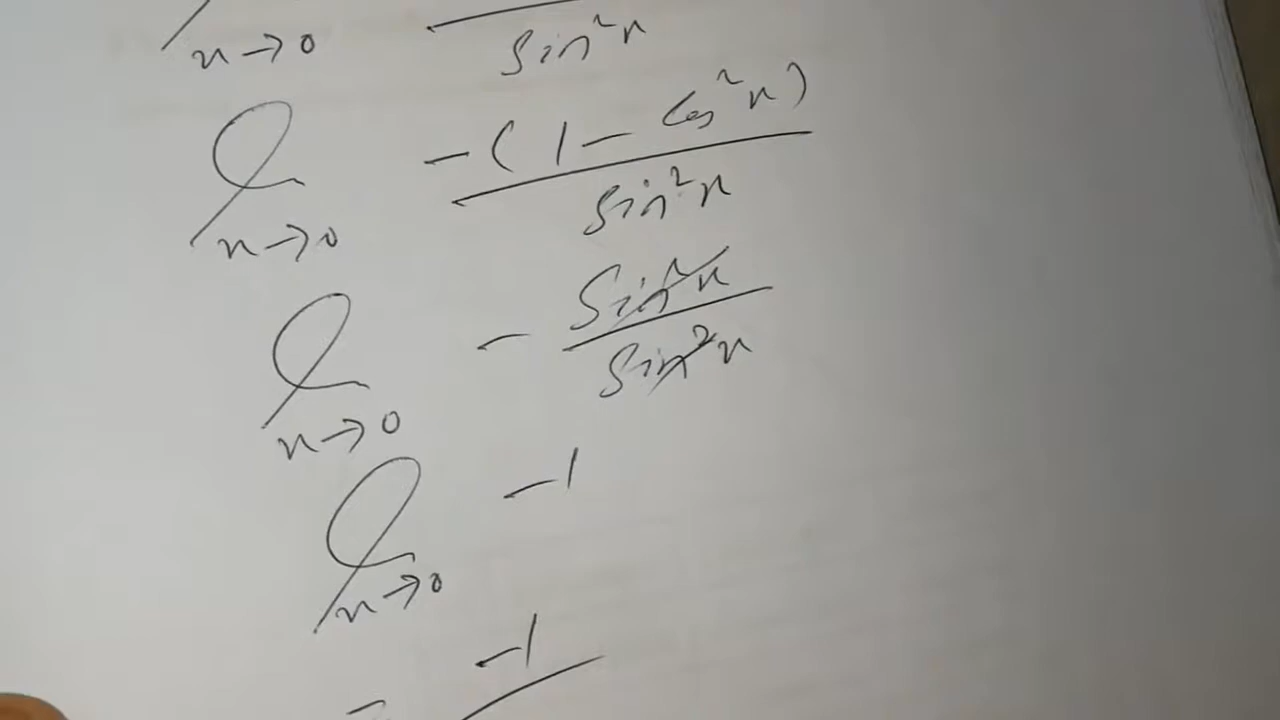 x→0 sin²x
lt x→0 -(1-cos²x)/sin²x
lt x→0 - sin²x/sin²x
lt x→0 -1
= -1